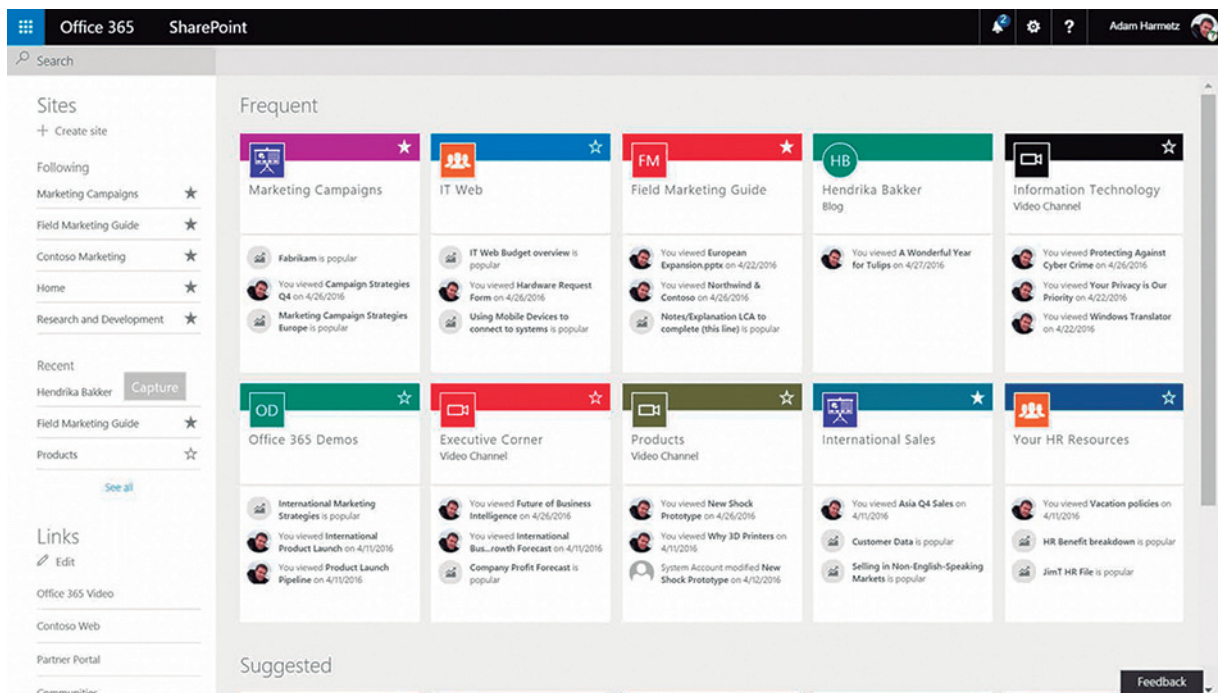 Office 365 SharePoint 2 ? Adam Harmetz
Search
Sites
+ Create site
Following
Marketing Campaigns
Field Marketing Guide
Contoso Marketing
Home
Research and Development
Recent
Hendrika Bakker Capture
Field Marketing Guide
Products
See all
Links
Edit
Office 365 Video
Contoso Web
Partner Portal
Communities
Frequent
Marketing Campaigns
Fabrikam is popular
You viewed Campaign Strategies
Q4 on 4/26/2016
Marketing Campaign Strategies
Europe is popular
IT Web
IT Web Budget overview is
popular
You viewed Hardware Request
Form on 4/26/2016
Using Mobile Devices to
connect to systems is popular
FM
Field Marketing Guide
You viewed European
Expansion.pptx on 4/22/2016
You viewed Northwind &
Contoso on 4/26/2016
Notes/Explanation LCA to
complete (this line) is popular
HB
Hendrika Bakker
Blog
You viewed A Wonderful Year
for Tulips on 4/27/2016
Information Technology
Video Channel
You viewed Protecting Against
Cyber Crime on 4/26/2016
You viewed Your Privacy is Our
Priority on 4/22/2016
You viewed Windows Translator
on 4/22/2016
OD
Office 365 Demos
International Marketing
Strategies is popular
You viewed International
Product Launch on 4/11/2016
You viewed Product Launch
Pipeline on 4/11/2016
Executive Corner
Video Channel
You viewed Future of Business
Intelligence on 4/26/2016
You viewed International
Bus...rowth Forecast on 4/11/2016
Company Profit Forecast is
popular
Products
Video Channel
You viewed New Shock
Prototype on 4/26/2016
You viewed Why 3D Printers on
4/11/2016
System Account modified New
Shock Prototype on 4/12/2016
International Sales
You viewed Asia Q4 Sales on
4/11/2016
Customer Data is popular
Selling in Non-English-Speaking
Markets is popular
Your HR Resources
You viewed Vacation policies on
4/11/2016
HR Benefit breakdown is popular
JimT HR File is popular
Suggested
Feedback